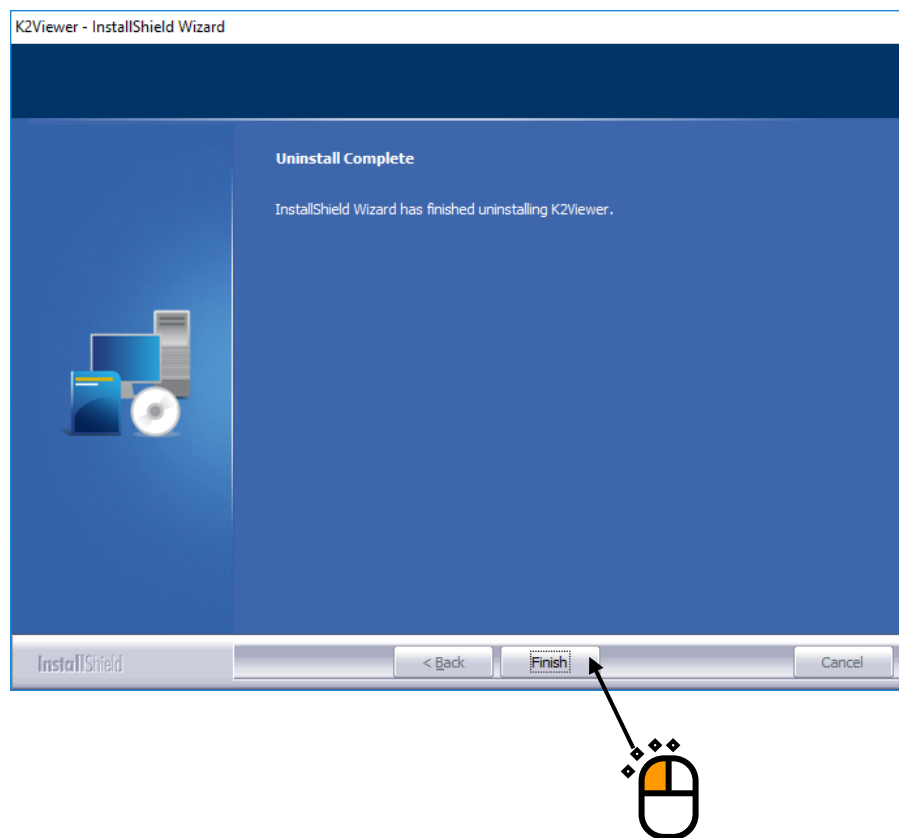 K2Viewer - InstallShield Wizard
Uninstall Complete
InstallShield Wizard has finished uninstalling K2Viewer.
InstallShield
< Back
Finish
Cancel